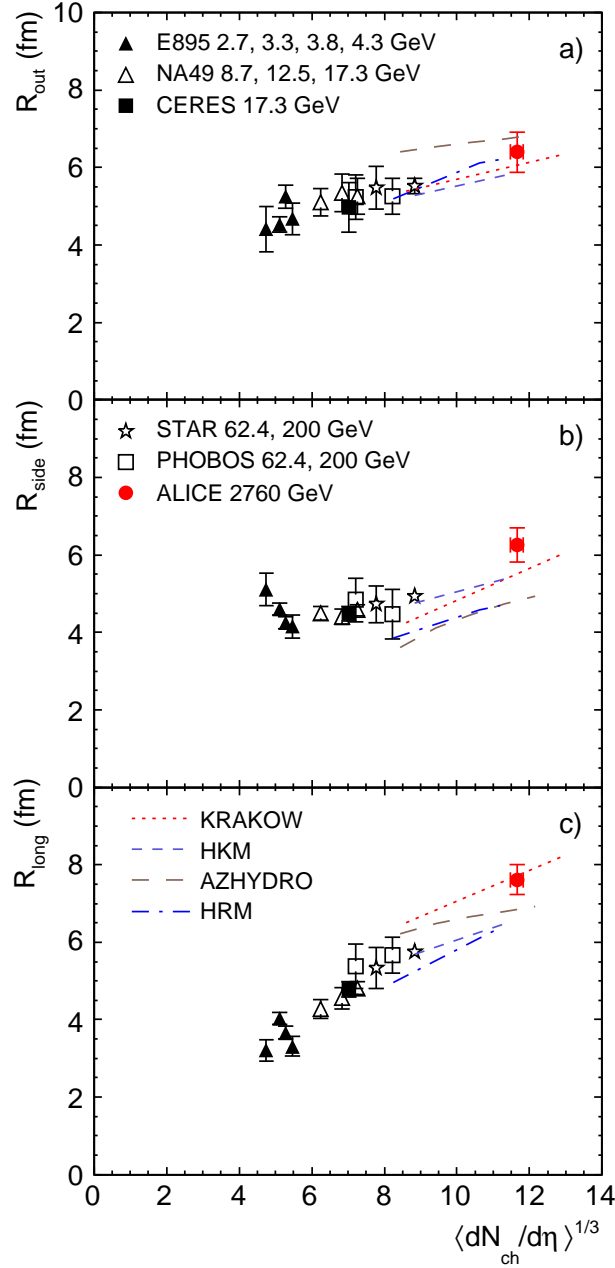 R_out (fm)
10
8
6
4
2
0
E895 2.7, 3.3, 3.8, 4.3 GeV
NA49 8.7, 12.5, 17.3 GeV
CERES 17.3 GeV
a)
R_side (fm)
8
6
4
2
0
STAR 62.4, 200 GeV
PHOBOS 62.4, 200 GeV
ALICE 2760 GeV
b)
R_long (fm)
8
6
4
2
0
KRAKOW
HKM
AZHYDRO
HRM
c)
0 2 4 6 8 10 12 14
⟨dN_ch/dη⟩^1/3